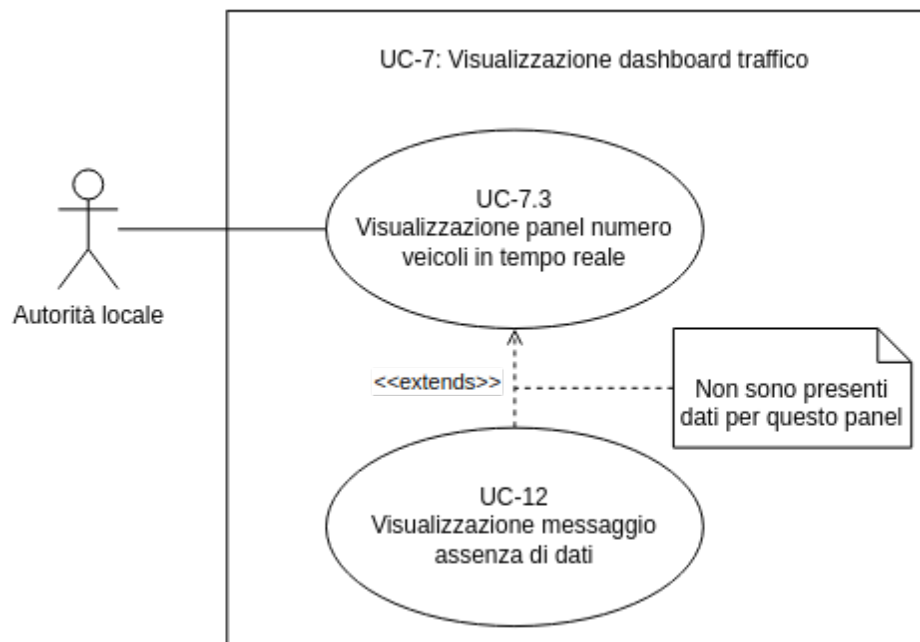 UC-7: Visualizzazione dashboard traffico
UC-7.3
Visualizzazione panel numero
veicoli in tempo reale
Autorità locale
<<extends>>
Non sono presenti
dati per questo panel
UC-12
Visualizzazione messaggio
assenza di dati